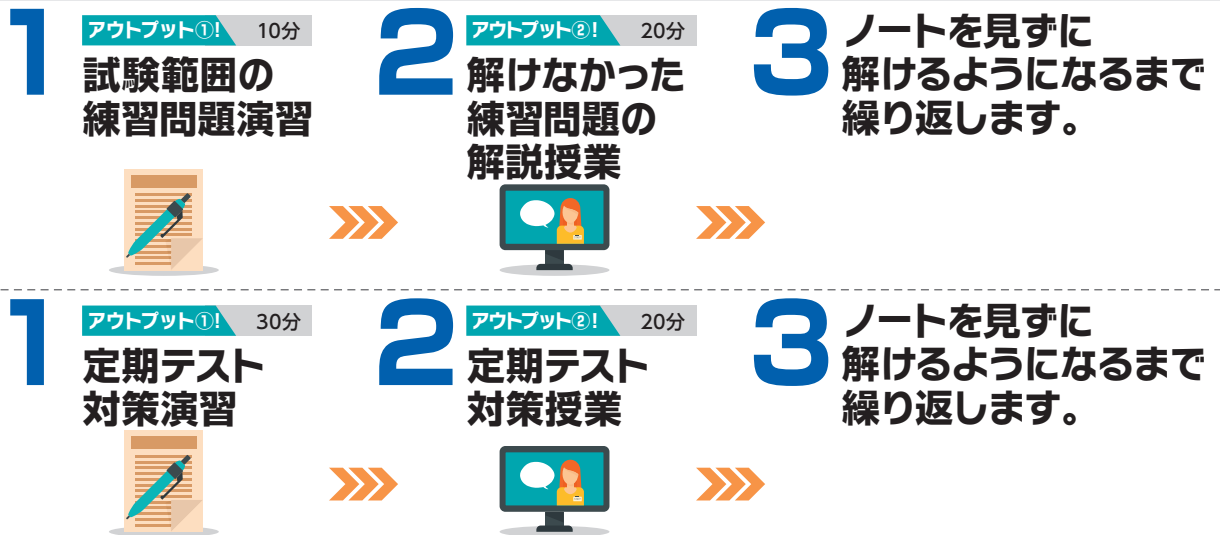 1
アウトプット①! 10分
試験範囲の
練習問題演習
2
アウトプット②! 20分
解けなかった
練習問題の
解説授業
3
ノートを見ずに
解けるようになるまで
繰り返します。
1
アウトプット①! 30分
定期テスト
対策演習
2
アウトプット②! 20分
定期テスト
対策授業
3
ノートを見ずに
解けるようになるまで
繰り返します。